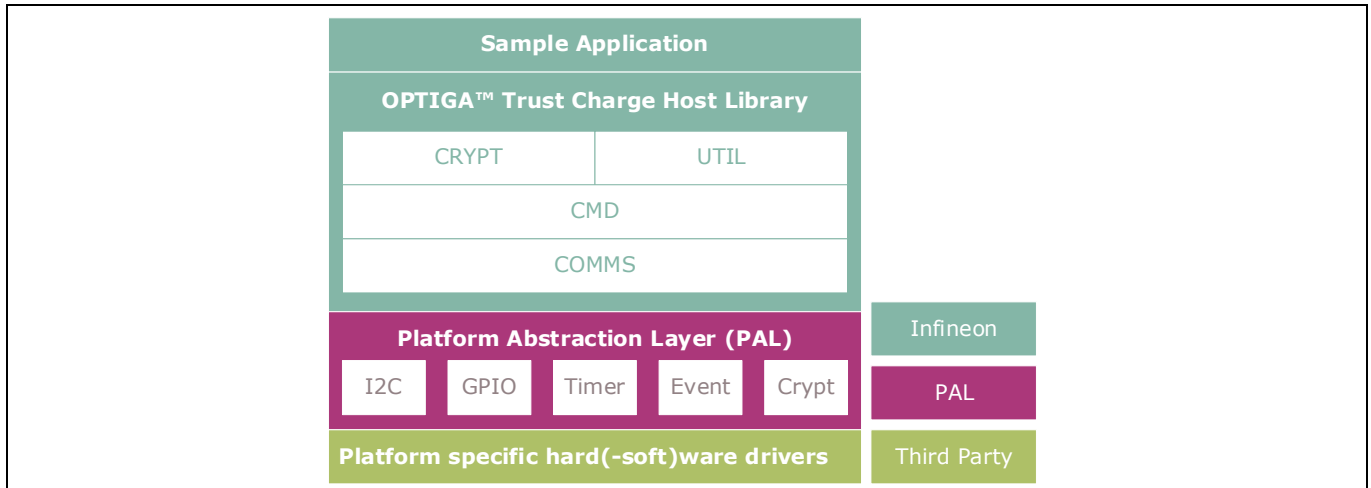 Sample Application
OPTIGA™ Trust Charge Host Library
CRYPT UTIL
CMD
COMMS
Platform Abstraction Layer (PAL)
I2C GPIO Timer Event Crypt
Platform specific hard(-soft)ware drivers
Infineon
PAL
Third Party